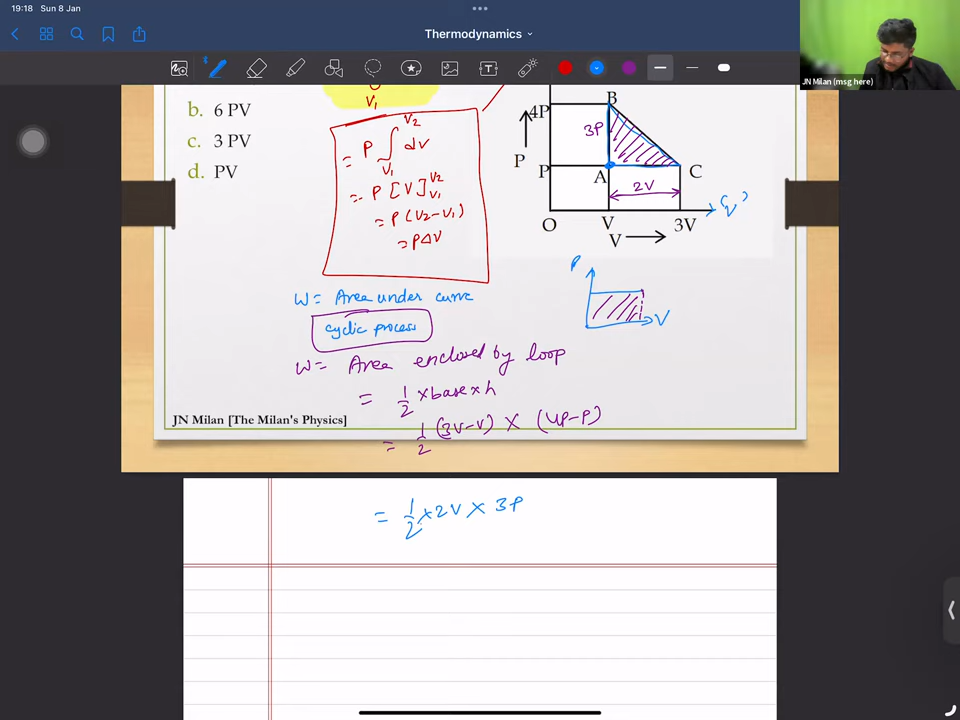 19:18 Sun 8 Jan
Thermodynamics
JN Milan (msg here)
b. 6 PV
c. 3 PV
d. PV
V₁
= P ∫ dV
V₂
V₁
= P [V]
V₂
V₁
= P (V₂-V₁)
= PΔV
4P
B
3P
P
P
A
C
2V
O
V
3V
V
W = Area under curve
cyclic process
P
V
W = Area enclosed by loop
= 1/2 × base × h
= 1/2 (3V-V) × (4P-P)
JN Milan [The Milan's Physics]
= 1/2 × 2V × 3P